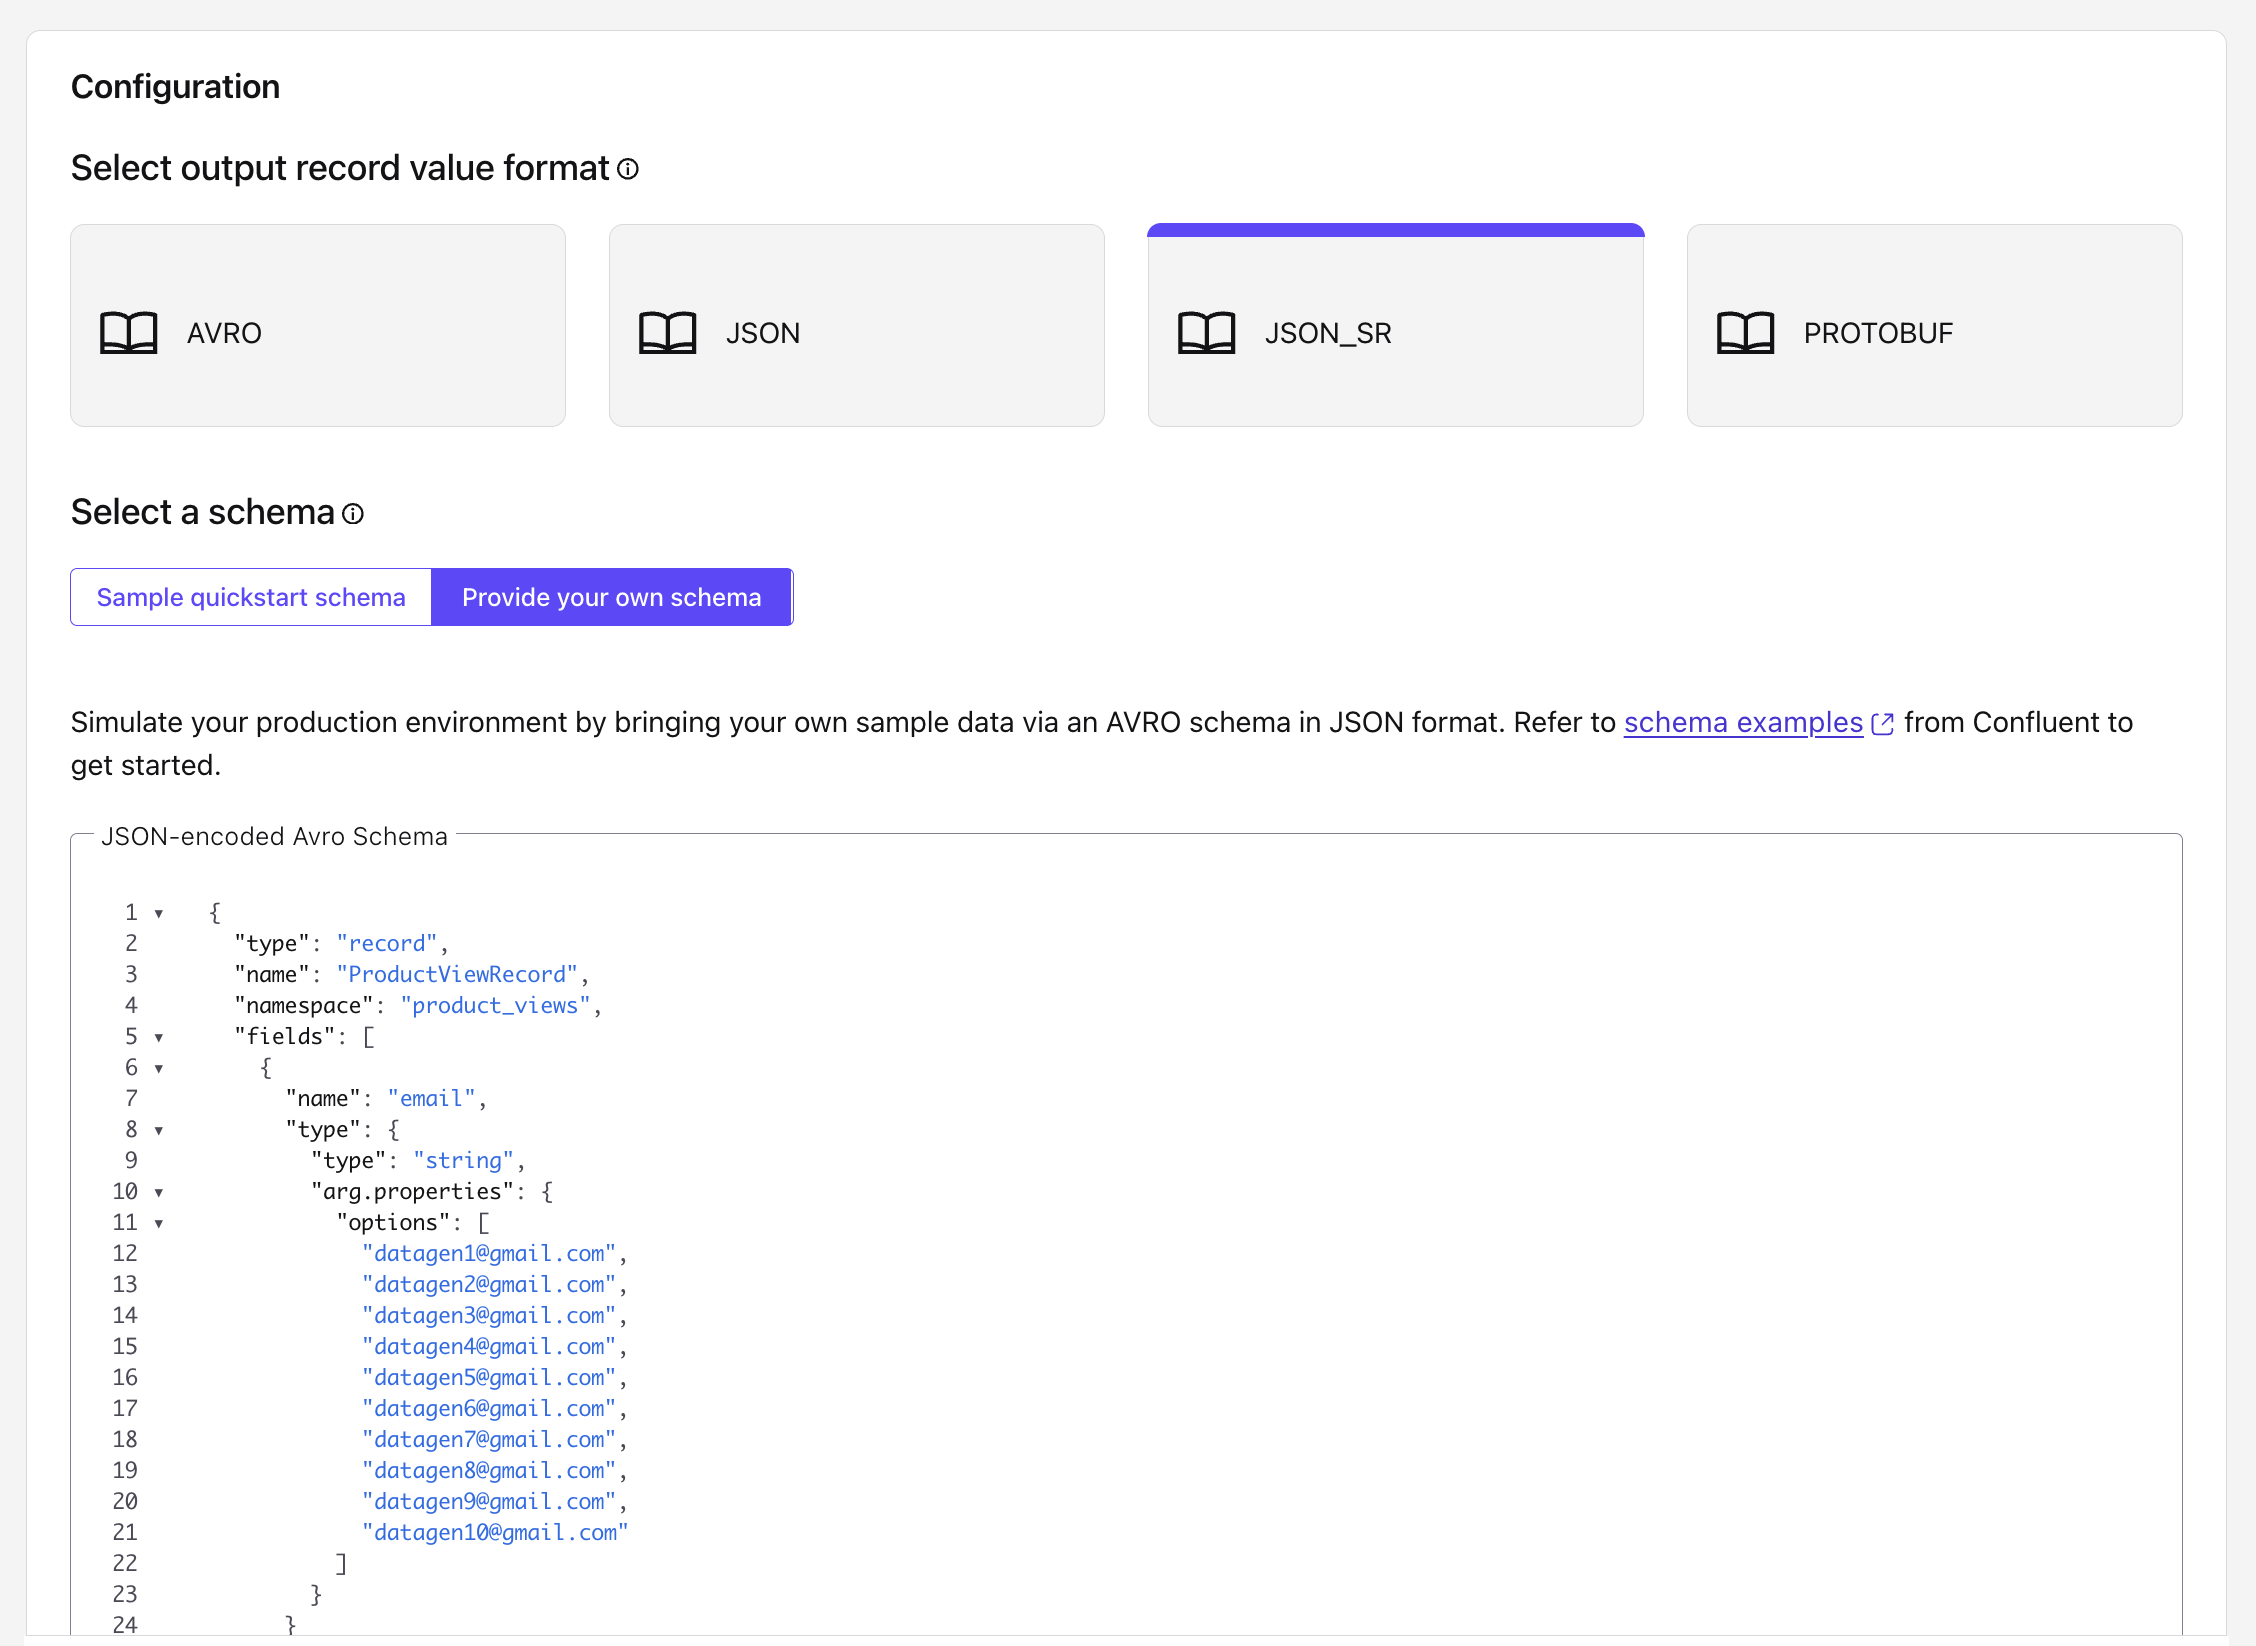 Configuration
Select output record value format
AVRO
JSON
JSON_SR
PROTOBUF
Select a schema
Sample quickstart schema
Provide your own schema
Simulate your production environment by bringing your own sample data via an AVRO schema in JSON format. Refer to schema examples from Confluent to
get started.
JSON-encoded Avro Schema
1 {
2 "type": "record",
3 "name": "ProductViewRecord",
4 "namespace": "product_views",
5 "fields": [
6 {
7 "name": "email",
8 "type": {
9 "type": "string",
10 "arg.properties": {
11 "options": [
12 "datagen1@gmail.com",
13 "datagen2@gmail.com",
14 "datagen3@gmail.com",
15 "datagen4@gmail.com",
16 "datagen5@gmail.com",
17 "datagen6@gmail.com",
18 "datagen7@gmail.com",
19 "datagen8@gmail.com",
20 "datagen9@gmail.com",
21 "datagen10@gmail.com"
22 ]
23 }
24 }